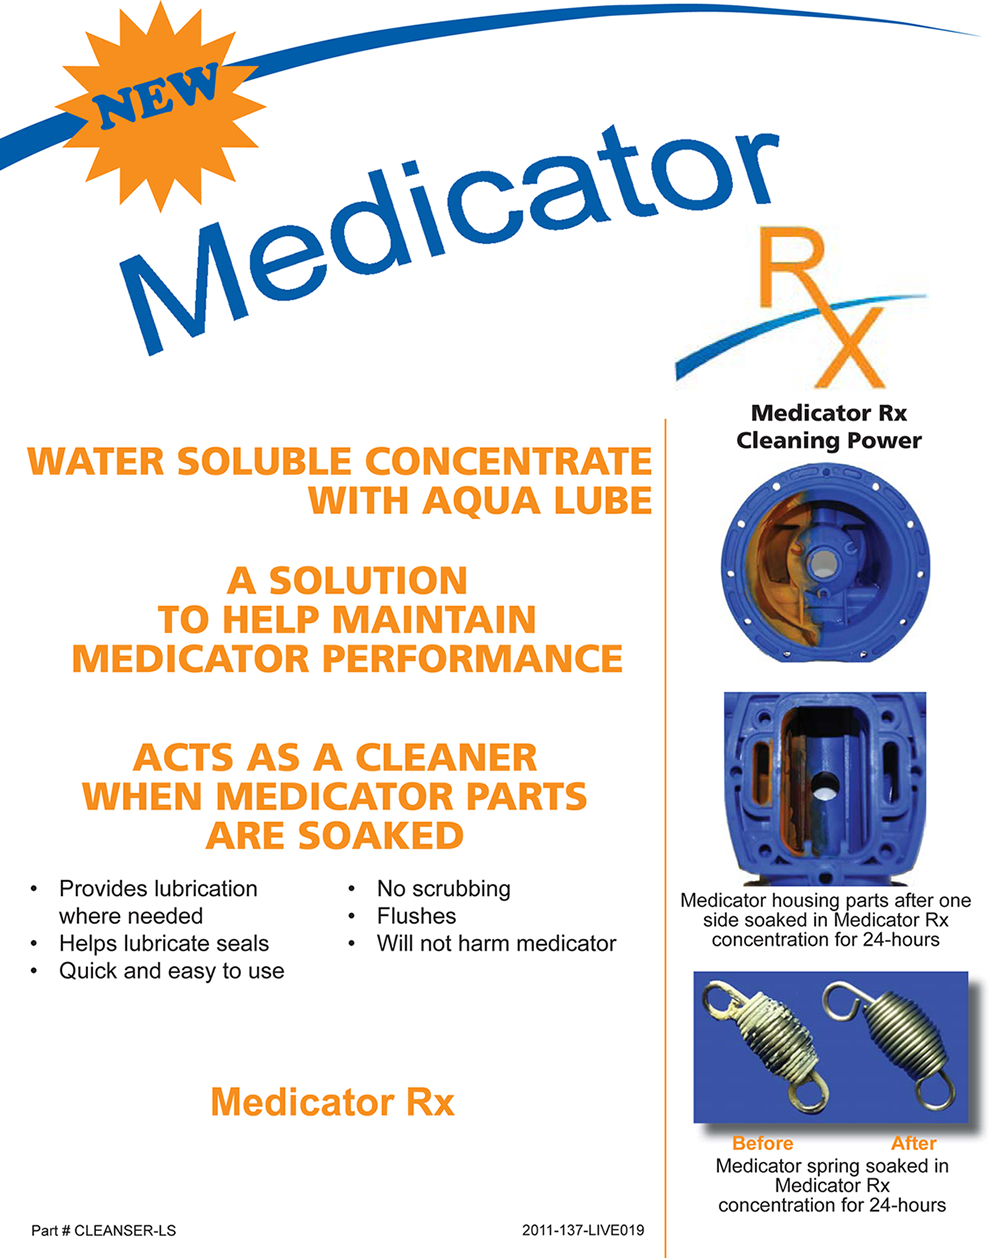 NEW
Medicator
Rx
WATER SOLUBLE CONCENTRATE
WITH AQUA LUBE
A SOLUTION
TO HELP MAINTAIN
MEDICATOR PERFORMANCE
ACTS AS A CLEANER
WHEN MEDICATOR PARTS
ARE SOAKED
• Provides lubrication
where needed
• Helps lubricate seals
• Quick and easy to use
• No scrubbing
• Flushes
• Will not harm medicator
Medicator Rx
Part # CLEANSER-LS
2011-137-LIVE019
Medicator Rx
Cleaning Power
Medicator housing parts after one
side soaked in Medicator Rx
concentration for 24-hours
Before After
Medicator spring soaked in
Medicator Rx
concentration for 24-hours